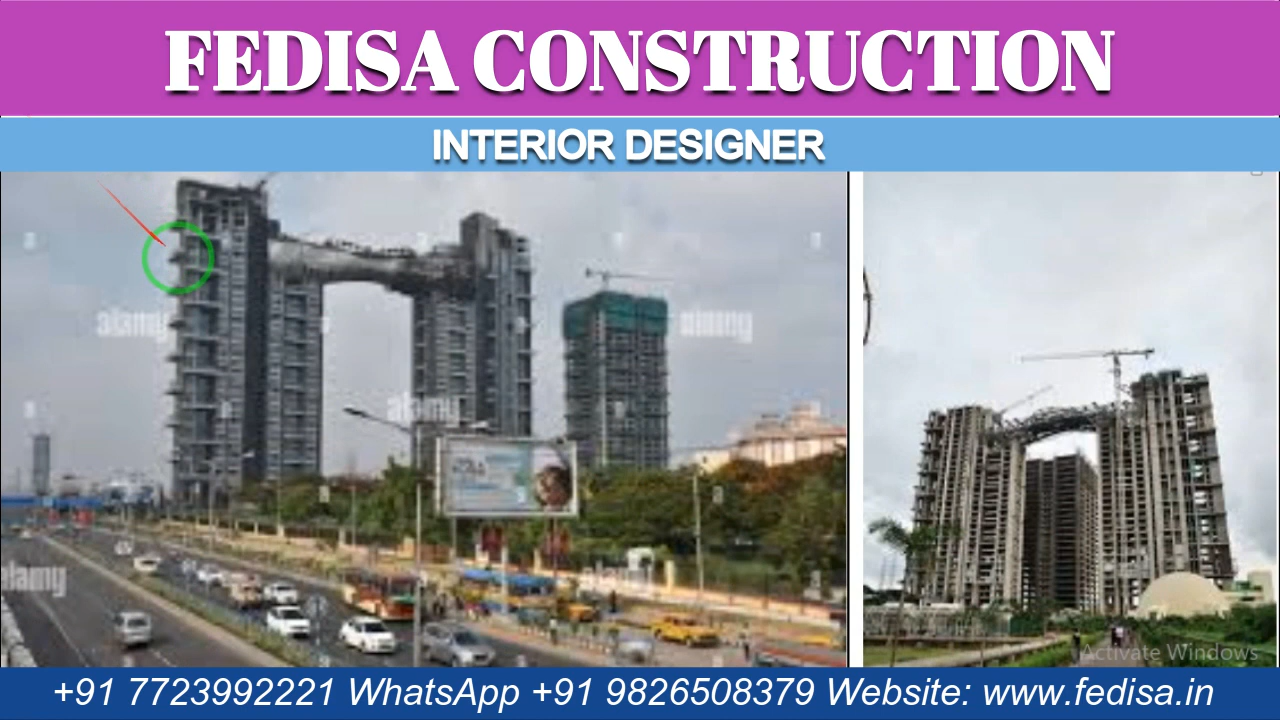 FEDISA CONSTRUCTION
INTERIOR DESIGNER
alamy
alamy
alamy
alamy
alamy
Activate Windows
+91 7723992221 WhatsApp +91 9826508379 Website: www.fedisa.in